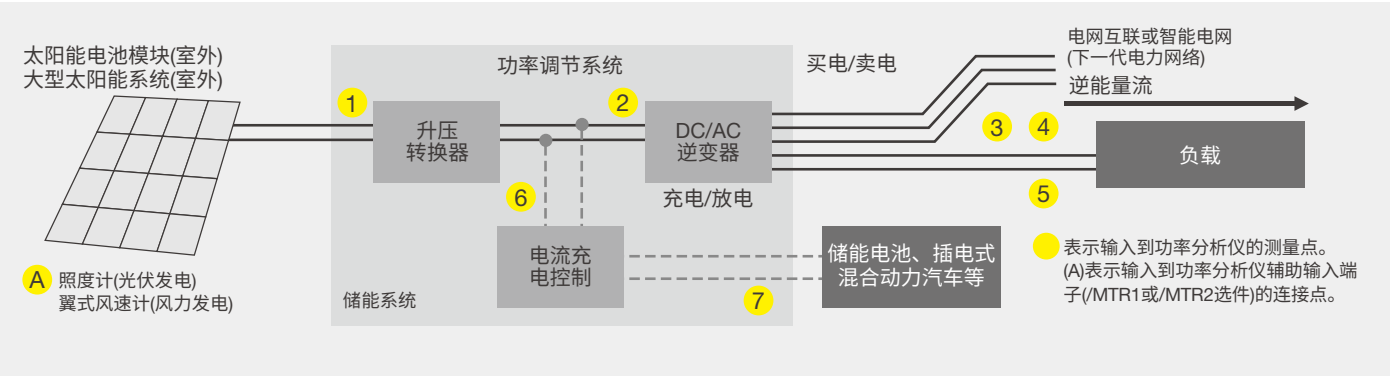 太阳能电池模块(室外)
大型太阳能系统(室外)
A
照度计(光伏发电)
翼式风速计(风力发电)
功率调节系统
1
升压
转换器
2
DC/AC
逆变器
充电/放电
6
电流充
电控制
储能系统
7
买电/卖电
电网互联或智能电网
(下一代电力网络)
逆能量流
3
4
负载
5
储能电池、插电式
混合动力汽车等
表示输入到功率分析仪的测量点。
(A)表示输入到功率分析仪辅助输入端
子(/MTR1或/MTR2选件)的连接点。